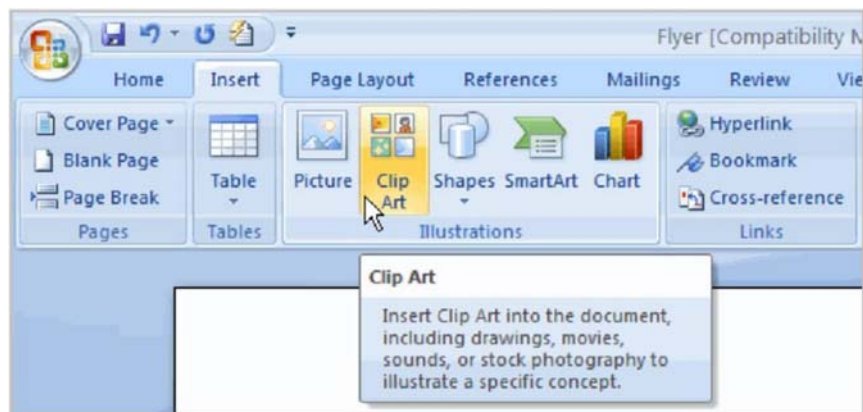 Flyer [Compatibility
Home Insert Page Layout References Mailings Review
Cover Page
Blank Page
Page Break
Table
Picture
Clip
Art
Shapes
SmartArt
Chart
Hyperlink
Bookmark
Cross-reference
Pages Tables Illustrations Links
Clip Art
Insert Clip Art into the document,
including drawings, movies,
sounds, or stock photography to
illustrate a specific concept.